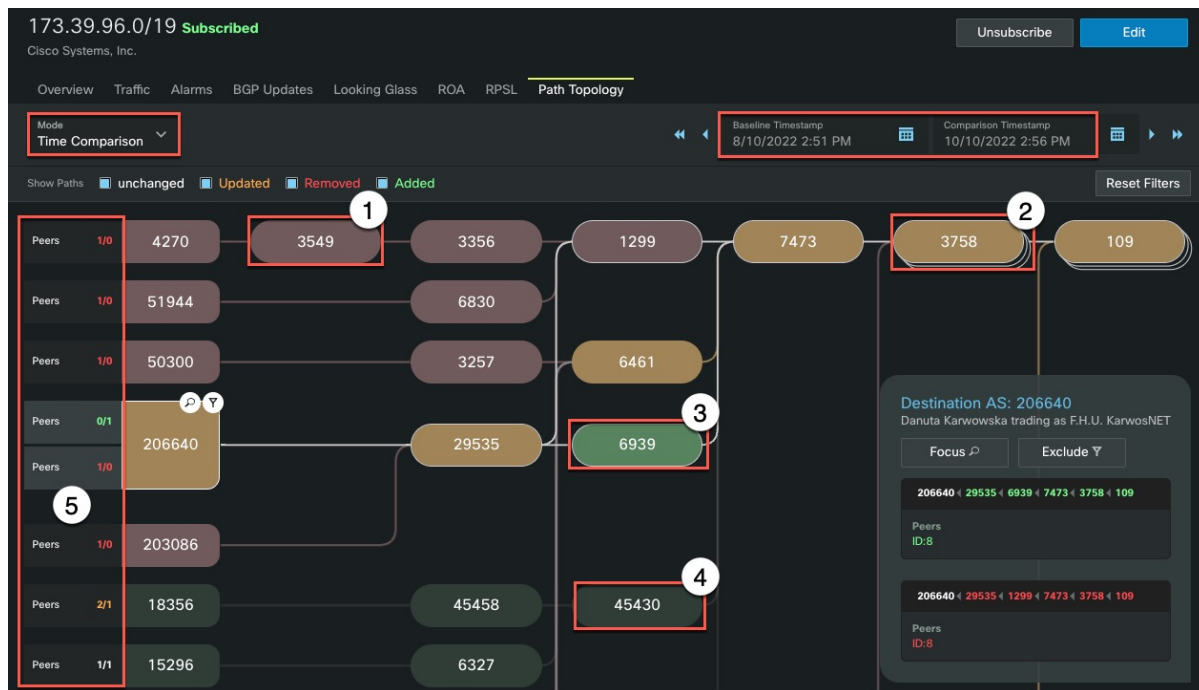 173.39.96.0/19 Subscribed
Cisco Systems, Inc.
Unsubscribe Edit
Overview Traffic Alarms BGP Updates Looking Glass ROA RPSL Path Topology
Mode
Time Comparison
Baseline Timestamp
8/10/2022 2:51 PM
Comparison Timestamp
10/10/2022 2:56 PM
Show Paths unchanged Updated Removed Added Reset Filters
1
2
Peers 1/0 4270 3549 3356 1299 7473 3758 109
Peers 1/0 51944 6830
Peers 1/0 50300 3257 6461
3
Peers 0/1
206640 29535 6939
Peers 1/0
5
Peers 1/0 203086
4
Peers 2/1 18356 45458 45430
Peers 1/1 15296 6327
Destination AS: 206640
Danuta Karwowska trading as F.H.U. KarwosNET
Focus Exclude
206640 29535 6939 7473 3758 109
Peers
ID:8
206640 29535 1299 7473 3758 109
Peers
ID:8